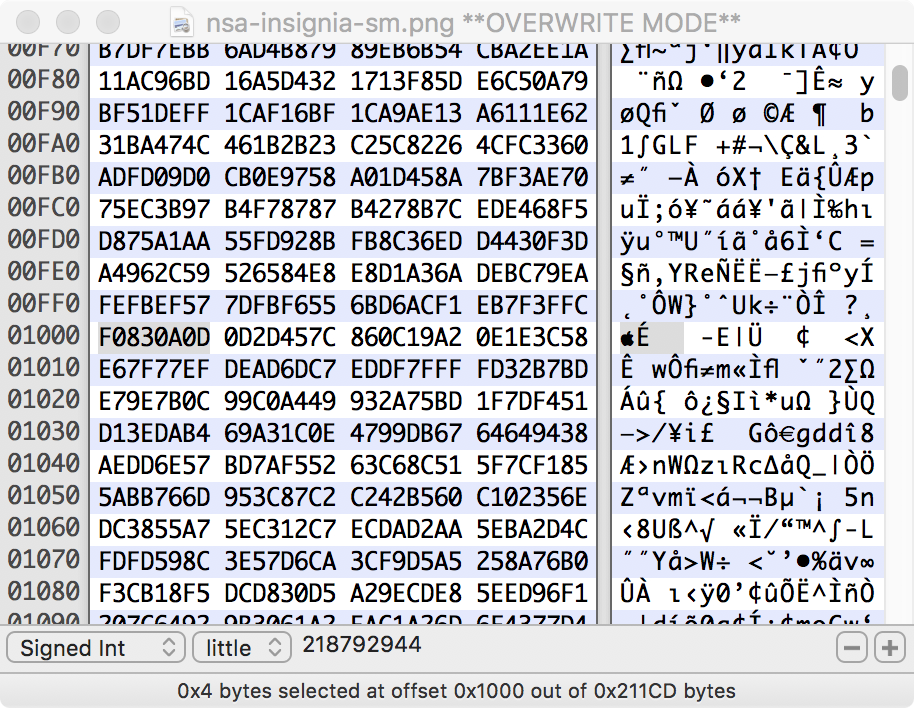 nsa-insignia-sm.png **OVERWRITE MODE**
00F70 B7DF7EBB 6AD4B879 89EB6B54 CBA2EE1A
00F80 11AC96BD 16A5D432 1713F85D E6C50A79 ¨ñΩ •‘2 ¯]Ê≈ y
00F90 BF51DEFF 1CAF16BF 1CA9AE13 A6111E62 øQfiˇ Ø ø ©Æ ¶ b
00FA0 31BA474C 461B2B23 C25C8226 4CFC3360 1∫GLF +#¬\Ç&L¸3`
00FB0 ADFD09D0 CB0E9758 A01D458A 7BF3AE70 ≠˝ –À óX† Eä{ÛÆp
00FC0 75EC3B97 B4F78787 B4278B7C EDE468F5 uÏ;ó¥˜áá¥'ã|Ì‰hı
00FD0 D875A1AA 55FD928B FB8C36ED D4430F3D ÿu°™U˝íã˚å6Ì‘C =
00FE0 A4962C59 526584E8 E8D1A36A DEBC79EA §ñ,YReÑËË–£jfiºyÍ
00FF0 FEFBEF57 7DFBF655 6BD6ACF1 EB7F3FFC ˛˚ÔW}˚ˆUk÷¨ÒÎ ?¸
01000 F0830A0D 0D2D457C 860C19A2 0E1E3C58 É -E|Ü ¢ <X
01010 E67F77EF DEAD6DC7 EDDF7EFF FD32B7BD Ê wÔfi≠m«Ìfl ˇ˝2∑Ω
01020 E79E7B0C 99C0A449 932A75BD 1F7DF451 Áû{ ô¿§Iì*uΩ }ÙQ
01030 D13EDAB4 69A31C0E 4799DB67 64649438 —>/¥i£ Gô€gddî8
01040 AEDD6E57 BD7AF552 63C68C51 5F7CF185 Æ›nWΩzıRc∆åQ_|ÒÖ
01050 5ABB766D 953C87C2 C242B560 C102356E Zªvmï<á¬¬Bµ`¡ 5n
01060 DC3855A7 5EC312C7 ECDAD2AA 5EBA2D4C ‹8Uß^√ «Ï/“™^∫-L
01070 FDFD598C 3E57D6CA 3CF9D5A5 258A76B0 ˝˝Yå>W÷ <˘’•%äv∞
01080 F3CB18F5 DCD830D5 A29ECDE8 5EED96F1 ÛÀ ı‹ÿ0’¢ûÕË^ÌñÒ
01090
Signed Int little 218792944
0x4 bytes selected at offset 0x1000 out of 0x211CD bytes